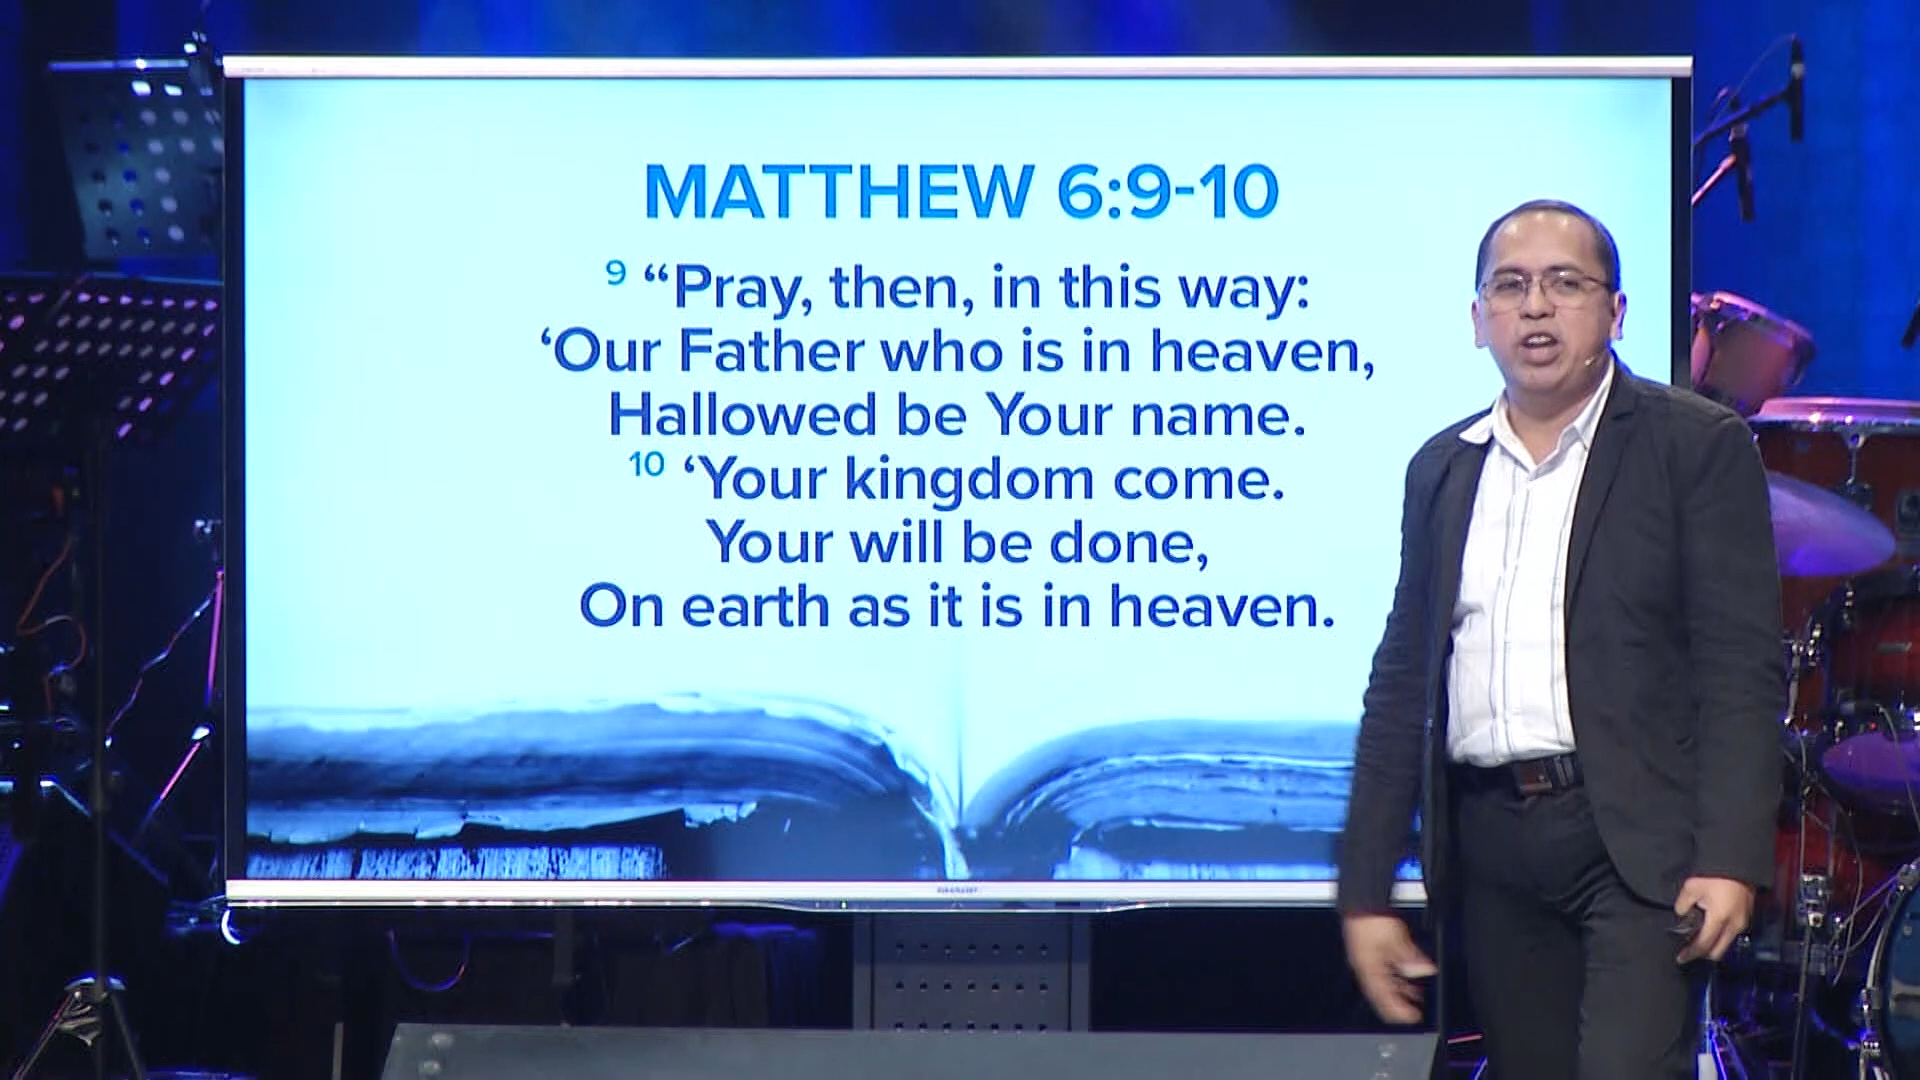 MATTHEW 6:9-10
9 “Pray, then, in this way:
‘Our Father who is in heaven,
Hallowed be Your name.
10 ‘Your kingdom come.
Your will be done,
On earth as it is in heaven.